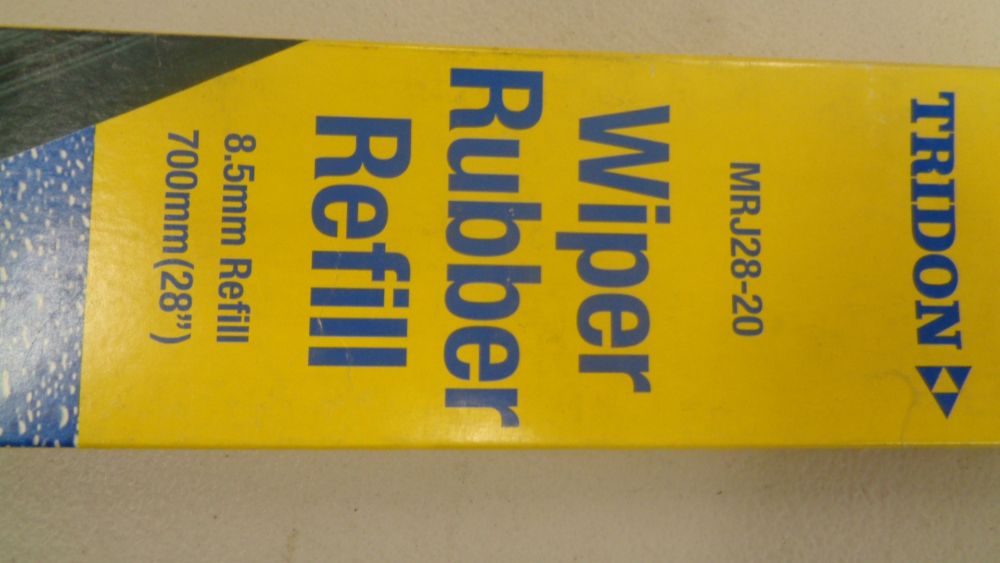 TRIDON
MRJ28-20
Wiper
Rubber
Refill
8.5mm Refill
700mm(28")